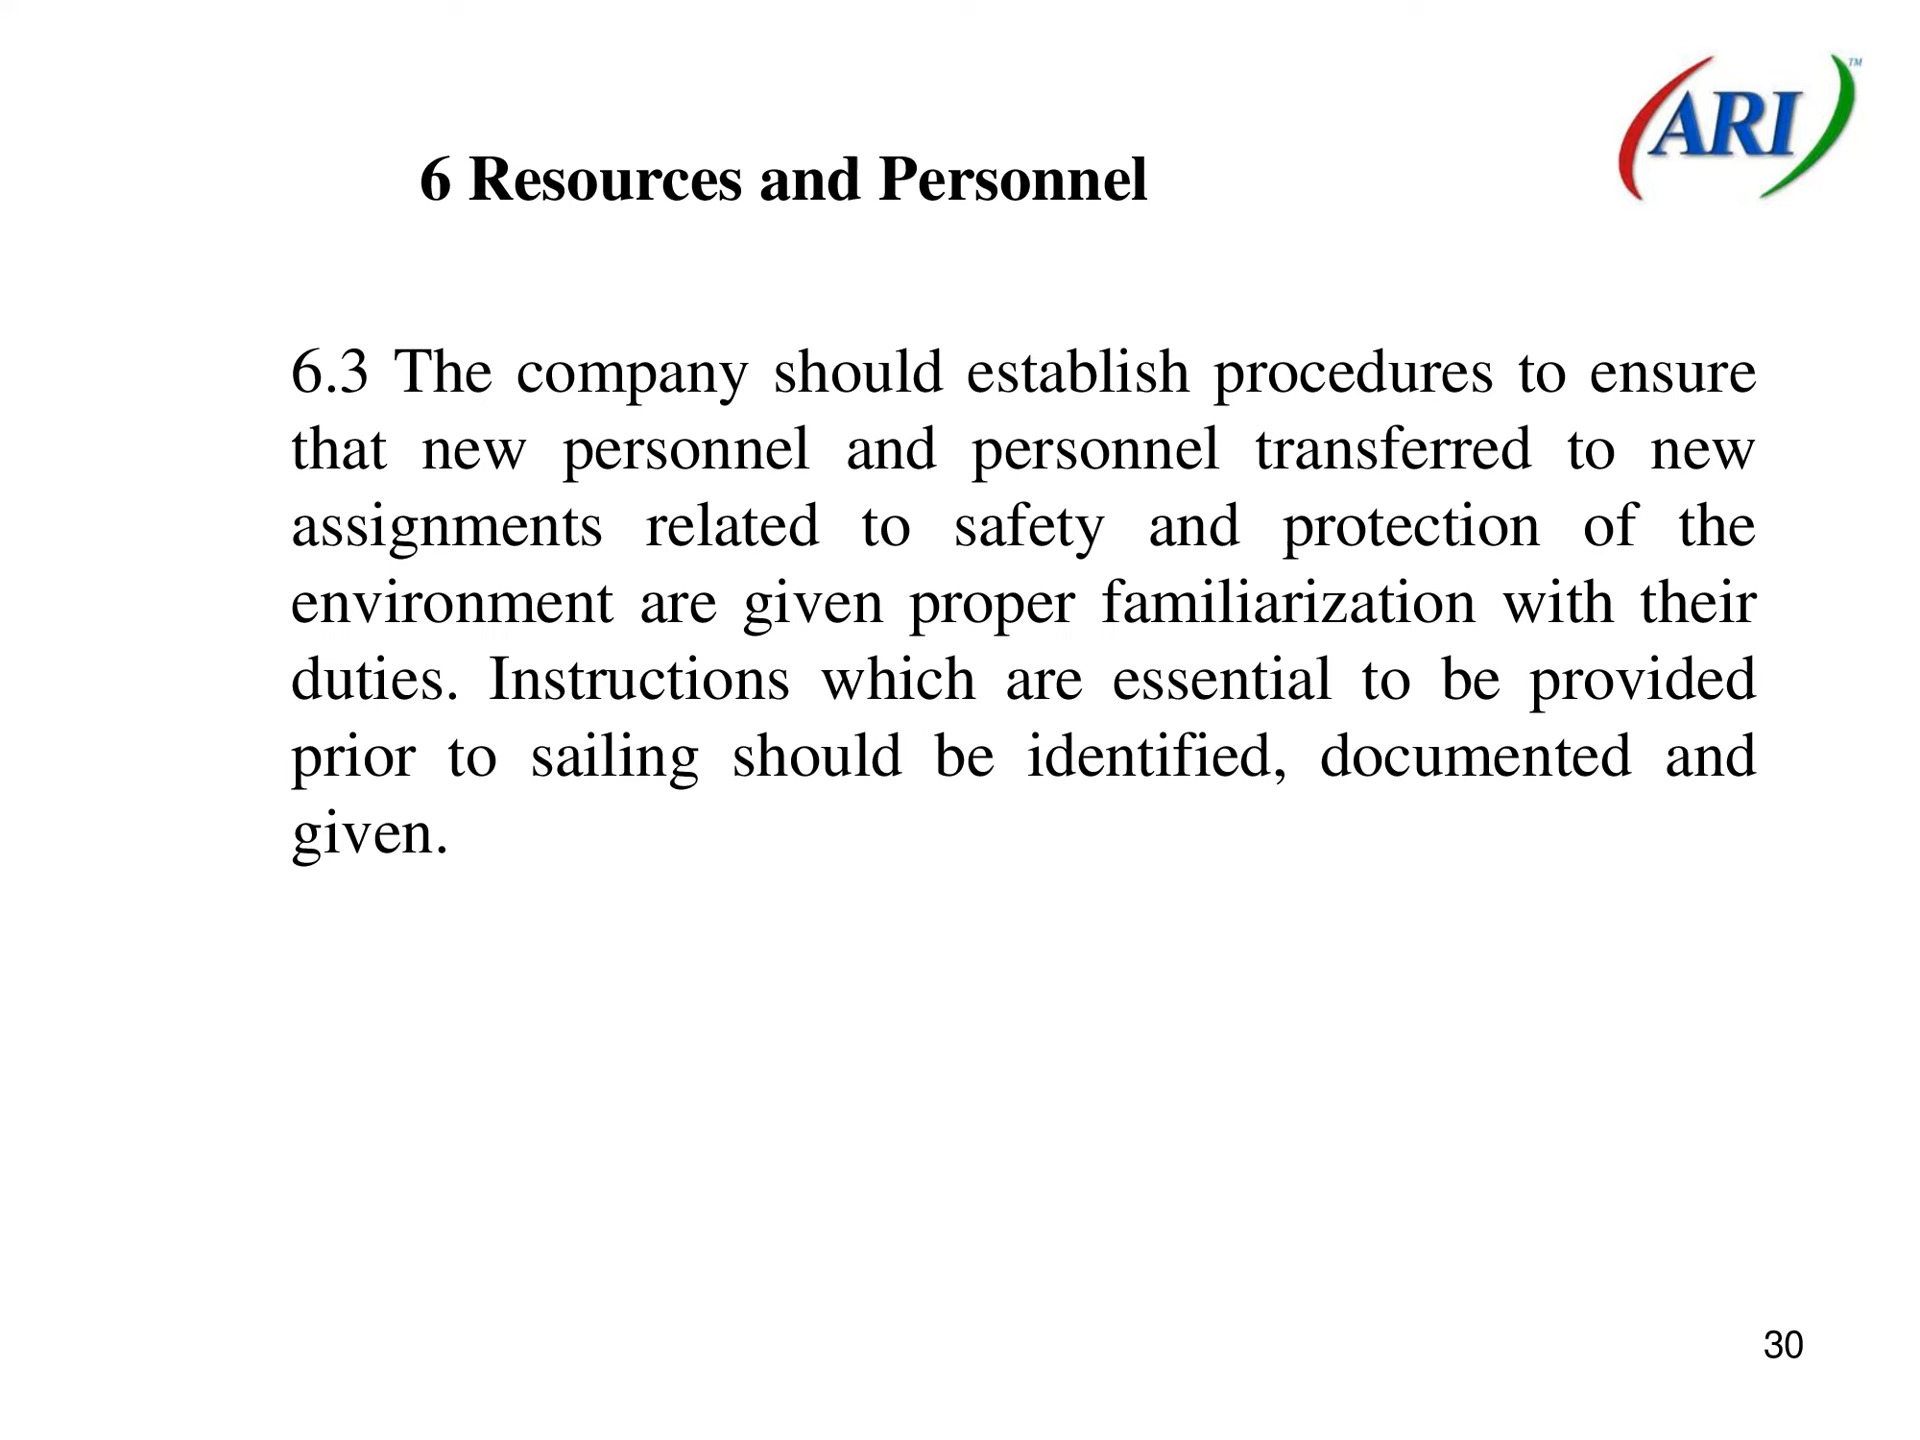 ARI™
6 Resources and Personnel
6.3 The company should establish procedures to ensure
that new personnel and personnel transferred to new
assignments related to safety and protection of the
environment are given proper familiarization with their
duties. Instructions which are essential to be provided
prior to sailing should be identified, documented and
given.
30